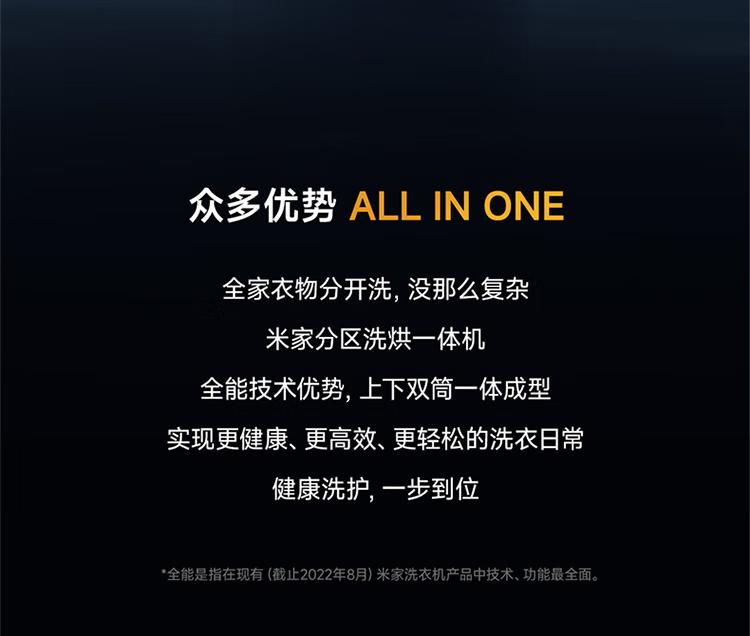 众多优势 ALL IN ONE
全家衣物分开洗, 没那么复杂
米家分区洗烘一体机
全能技术优势, 上下双筒一体成型
实现更健康、更高效、更轻松的洗衣日常
健康洗护, 一步到位
*全能是指在现有 (截止2022年8月) 米家洗衣机产品中技术、功能最全面。